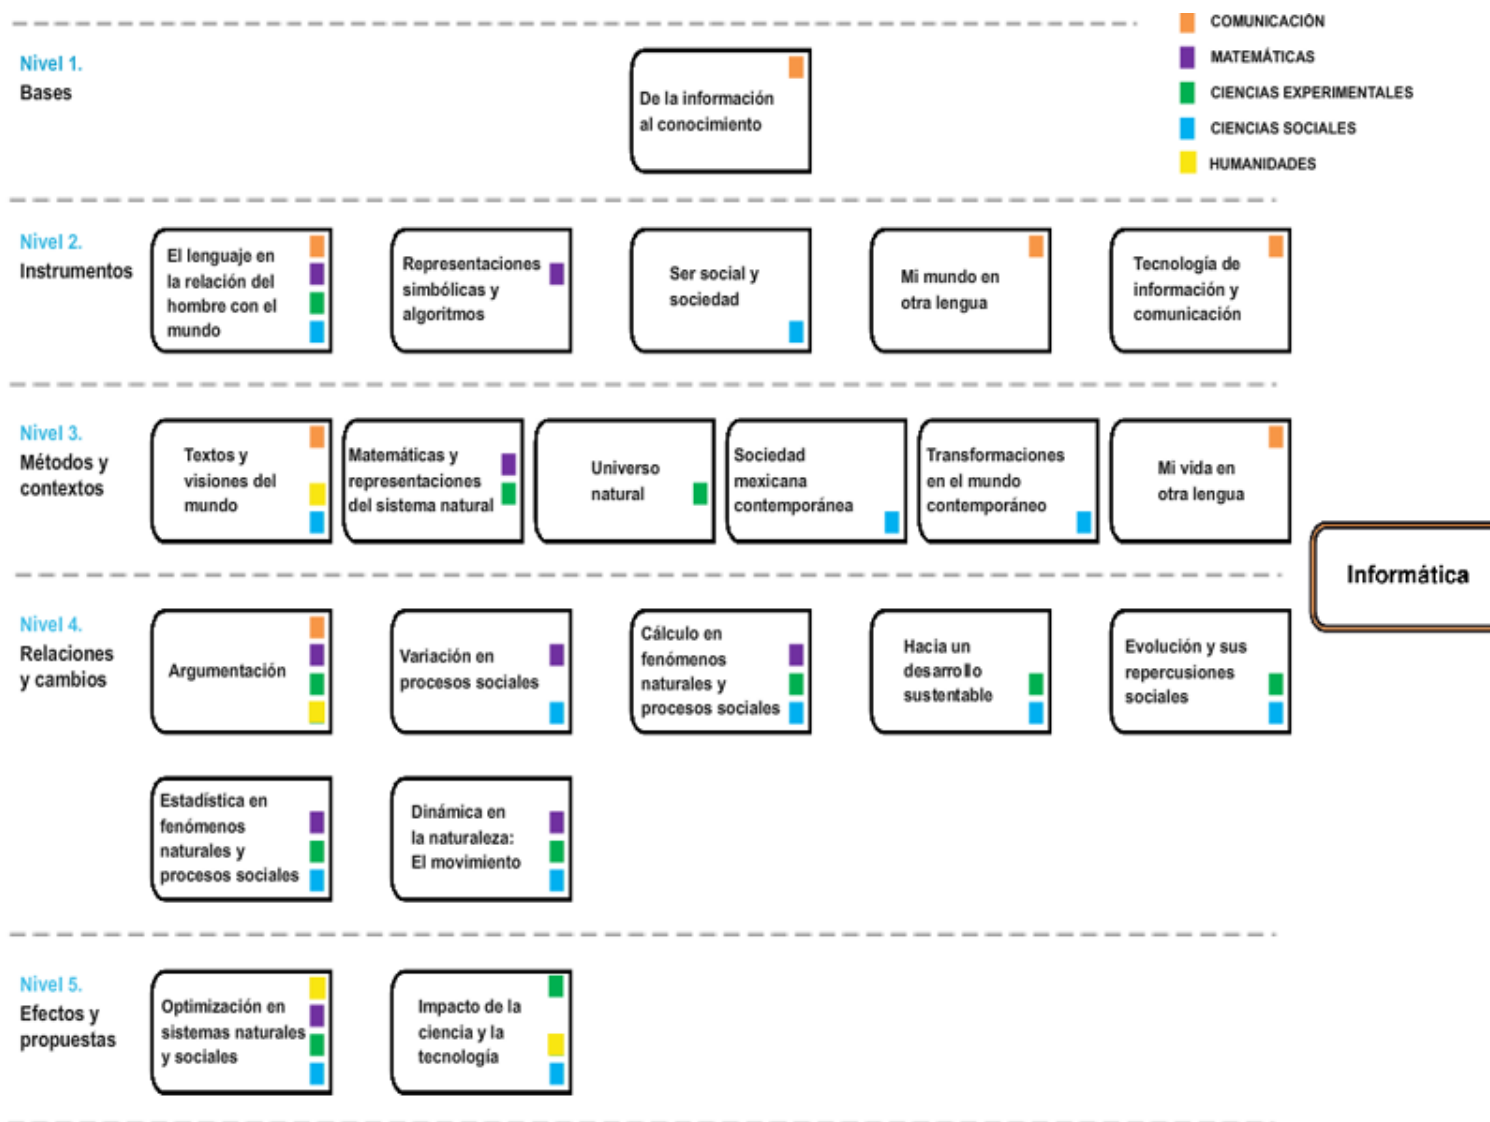 COMUNICACIÓN
MATEMÁTICAS
CIENCIAS EXPERIMENTALES
CIENCIAS SOCIALES
HUMANIDADES
Nivel 1.
Bases
De la información
al conocimiento
Nivel 2.
Instrumentos
El lenguaje en
la relación del
hombre con el
mundo
Representaciones
simbólicas y
algoritmos
Ser social y
sociedad
Mi mundo en
otra lengua
Tecnología de
información y
comunicación
Nivel 3.
Métodos y
contextos
Textos y
visiones del
mundo
Matemáticas y
representaciones
del sistema natural
Universo
natural
Sociedad
mexicana
contemporánea
Transformaciones
en el mundo
contemporáneo
Mi vida en
otra lengua
Informática
Nivel 4.
Relaciones
y cambios
Argumentación
Variación en
procesos sociales
Cálculo en
fenómenos
naturales y
procesos sociales
Hacia un
desarrollo
sustentable
Evolución y sus
repercusiones
sociales
Estadística en
fenómenos
naturales y
procesos sociales
Dinámica en
la naturaleza:
El movimiento
Nivel 5.
Efectos y
propuestas
Optimización en
sistemas naturales
y sociales
Impacto de la
ciencia y la
tecnología